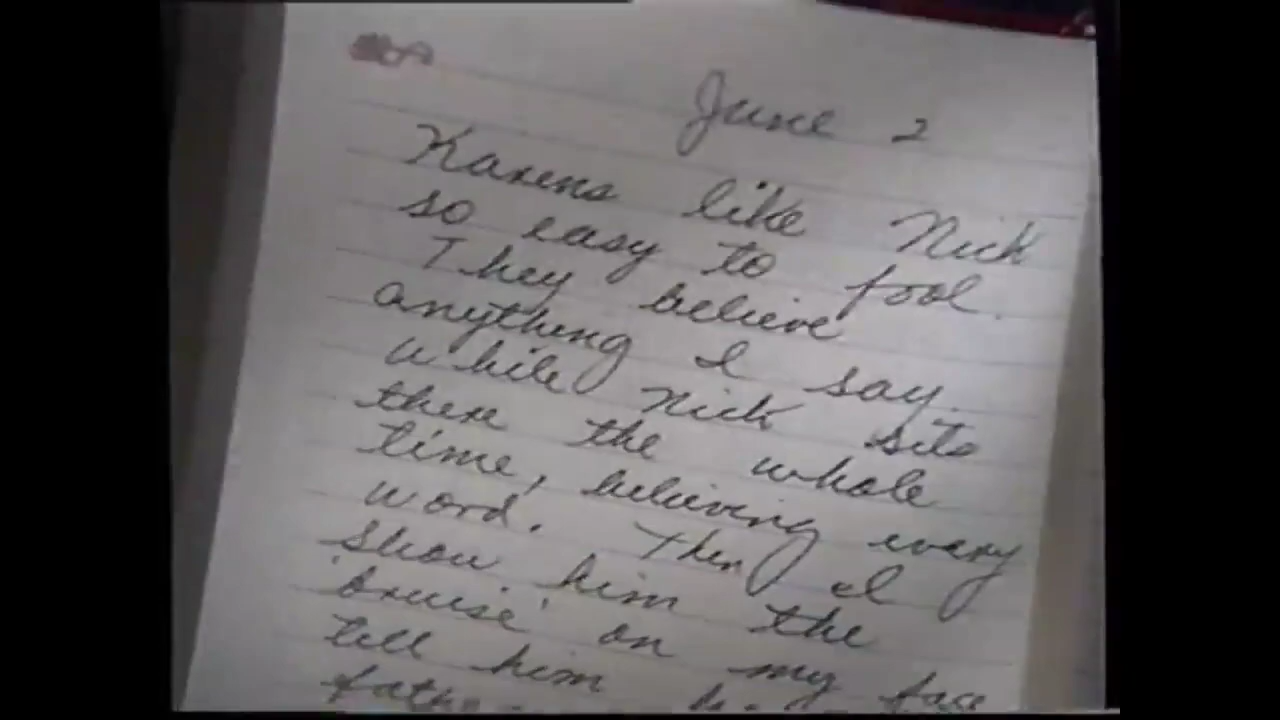 June 2
Karens like Nick
so easy to fool.
They believe
anything I say.
While Nick sits
there the whole
time, believing every
word. Then I
show him the
'bruise' on my face
tell him